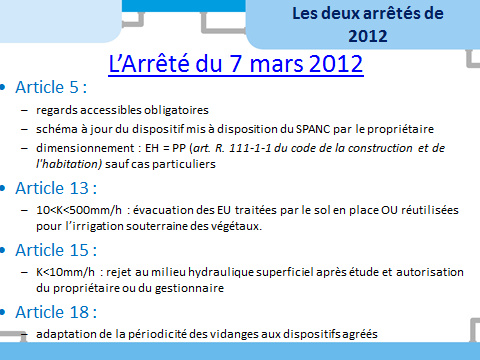 Les deux arrêtés de
2012
L'Arrêté du 7 mars 2012
• Article 5 :
– regards accessibles obligatoires
– schéma à jour du dispositif mis à disposition du SPANC par le propriétaire
– dimensionnement : EH = PP (art. R. 111-1-1 du code de la construction et de
l'habitation) sauf cas particuliers
• Article 13 :
– 10<K<500mm/h : évacuation des EU traitées par le sol en place OU réutilisées
pour l'irrigation souterraine des végétaux.
• Article 15 :
– K<10mm/h : rejet au milieu hydraulique superficiel après étude et autorisation
du propriétaire ou du gestionnaire
• Article 18 :
– adaptation de la périodicité des vidanges aux dispositifs agréés